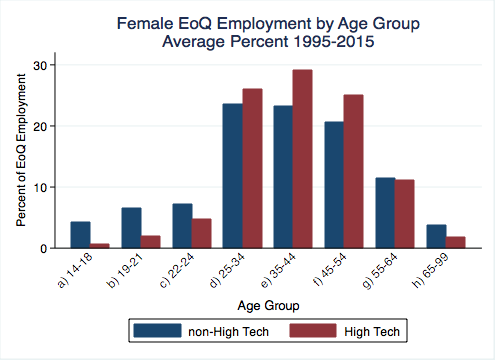 Female EoQ Employment by Age Group
Average Percent 1995-2015
Percent of EoQ Employment
30
20
10
0
a) 14-18
b) 19-21
c) 22-24
d) 25-34
e) 35-44
f) 45-54
g) 55-64
h) 65-99
Age Group
non-High Tech
High Tech